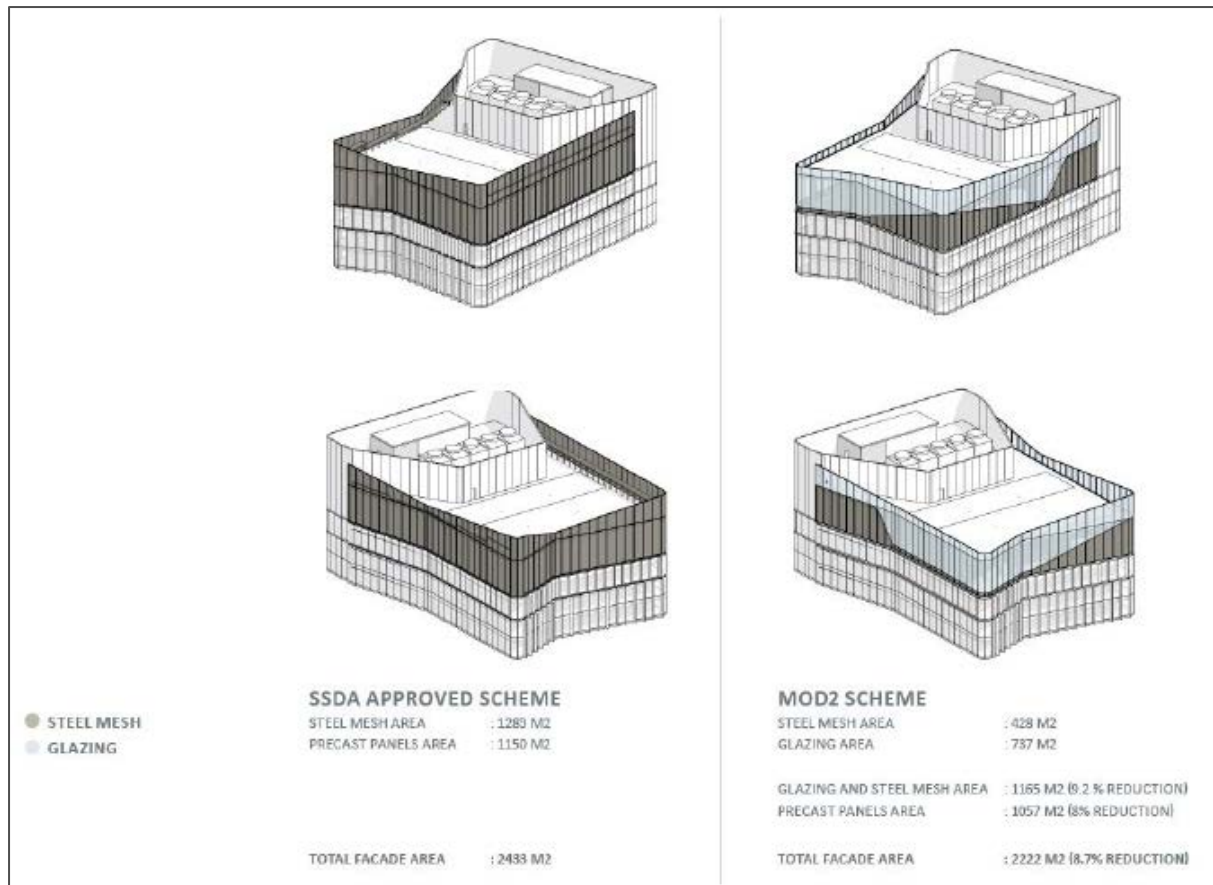 STEEL MESH
GLAZING
SSDA APPROVED SCHEME
STEEL MESH AREA : 1283 M2
PRECAST PANELS AREA : 1150 M2
TOTAL FACADE AREA : 2433 M2
MOD2 SCHEME
STEEL MESH AREA : 428 M2
GLAZING AREA : 737 M2
GLAZING AND STEEL MESH AREA : 1165 M2 (9.2 % REDUCTION)
PRECAST PANELS AREA : 1057 M2 (8% REDUCTION)
TOTAL FACADE AREA : 2222 M2 (8.7% REDUCTION)